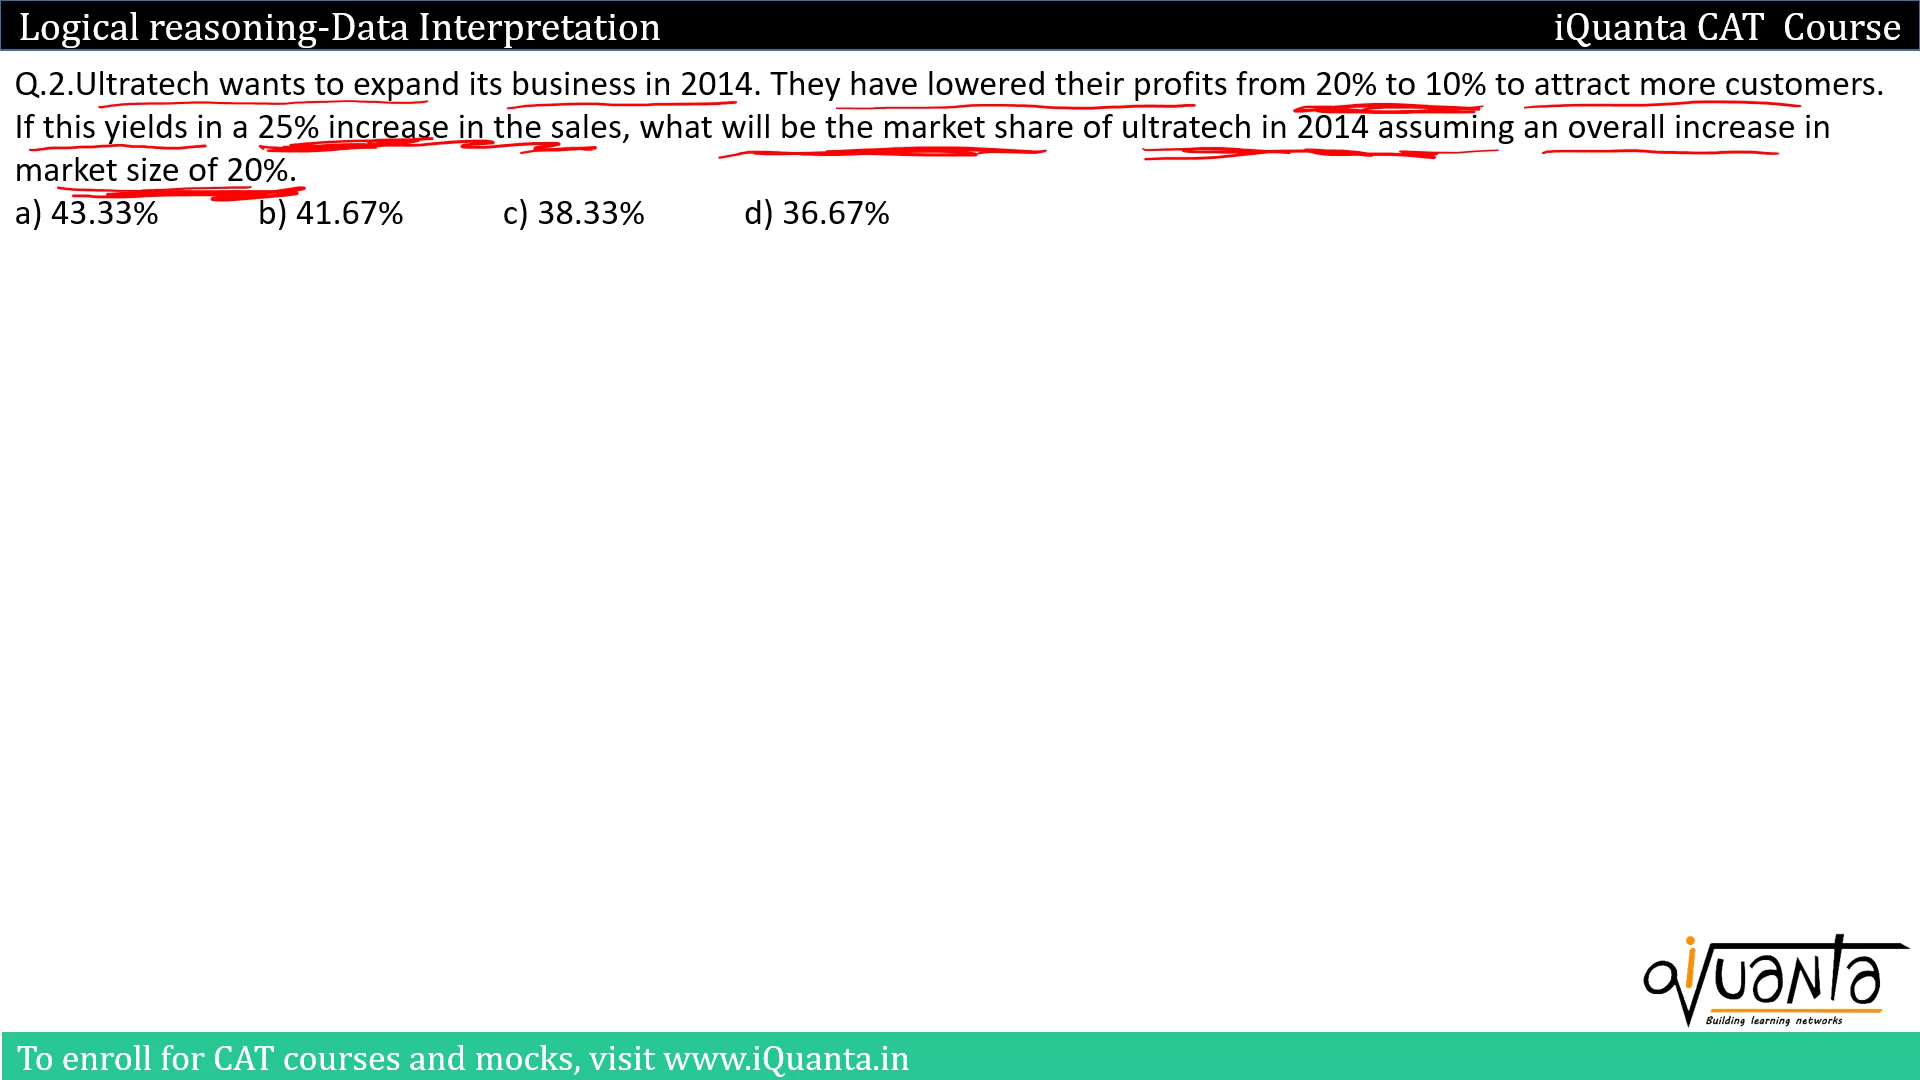 Logical reasoning-Data Interpretation
iQuanta CAT Course
Q.2.Ultratech wants to expand its business in 2014. They have lowered their profits from 20% to 10% to attract more customers.
If this yields in a 25% increase in the sales, what will be the market share of ultratech in 2014 assuming an overall increase in
market size of 20%.
a) 43.33% b) 41.67% c) 38.33% d) 36.67%
iQuanta
Building learning networks
To enroll for CAT courses and mocks, visit www.iQuanta.in